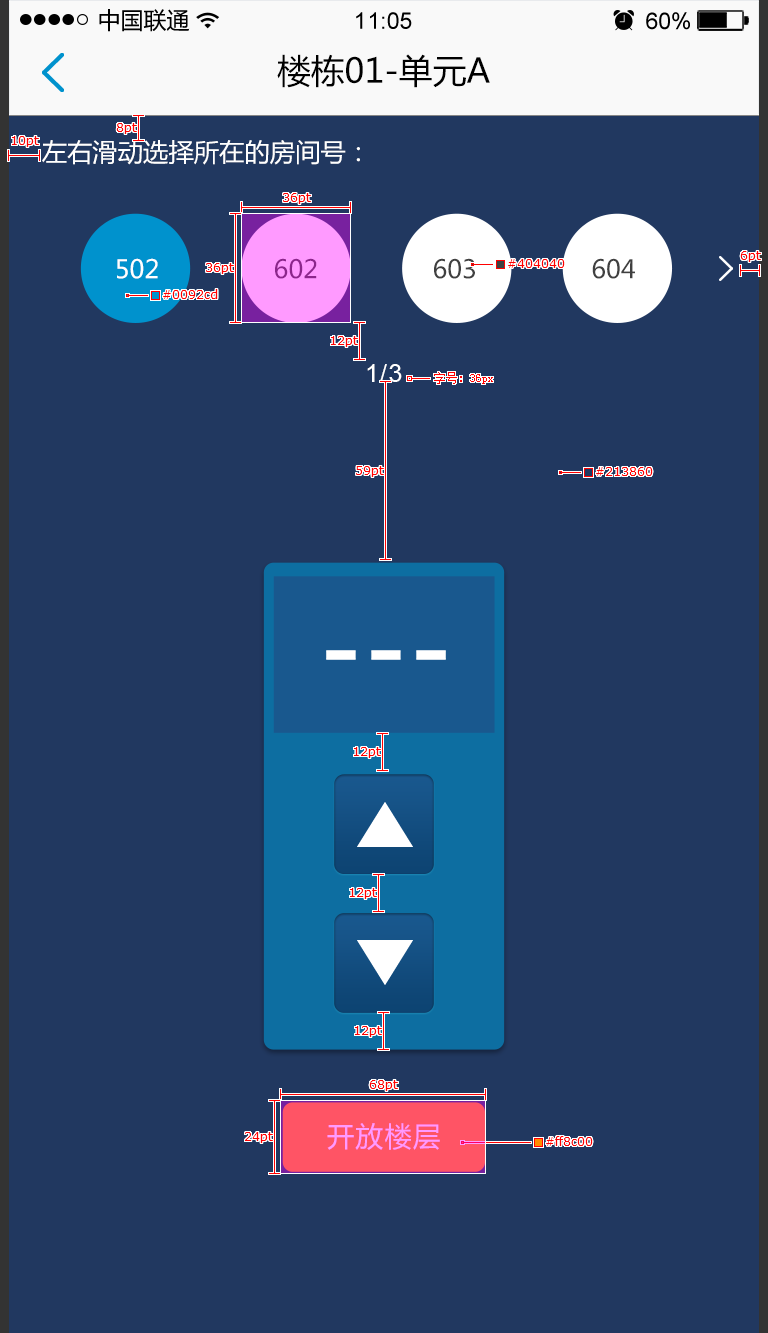 中国联通 11:05 60%
楼栋01-单元A
8pt
10pt
左右滑动选择所在的房间号：
36pt
36pt
502 602 603 604
#404040
6pt
#0092cd
12pt
1/3
字号：36px
59pt
#213860
12pt
12pt
12pt
68pt
24pt
开放楼层
#ff8c00